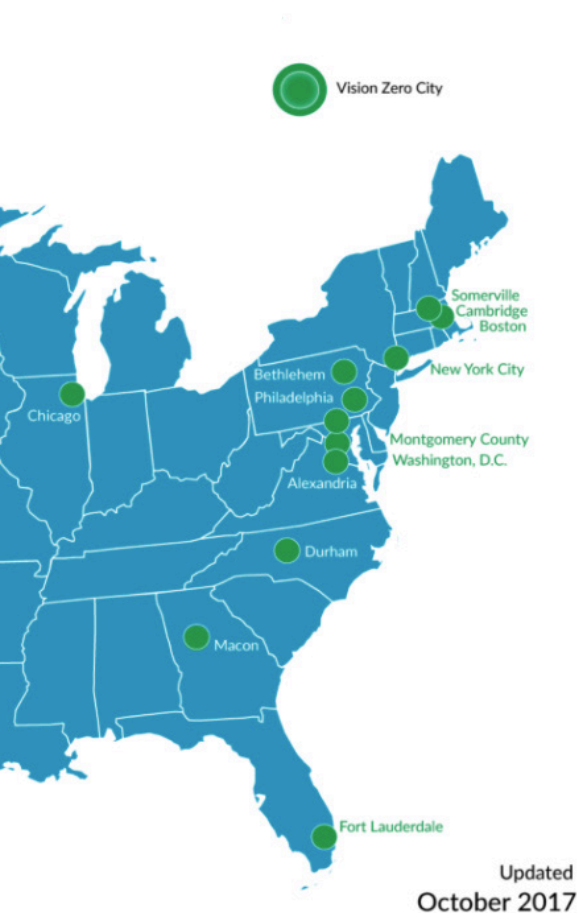 Vision Zero City
Somerville
Cambridge
Boston
New York City
Bethlehem
Philadelphia
Chicago
Montgomery County
Washington, D.C.
Alexandria
Durham
Macon
Fort Lauderdale
Updated
October 2017